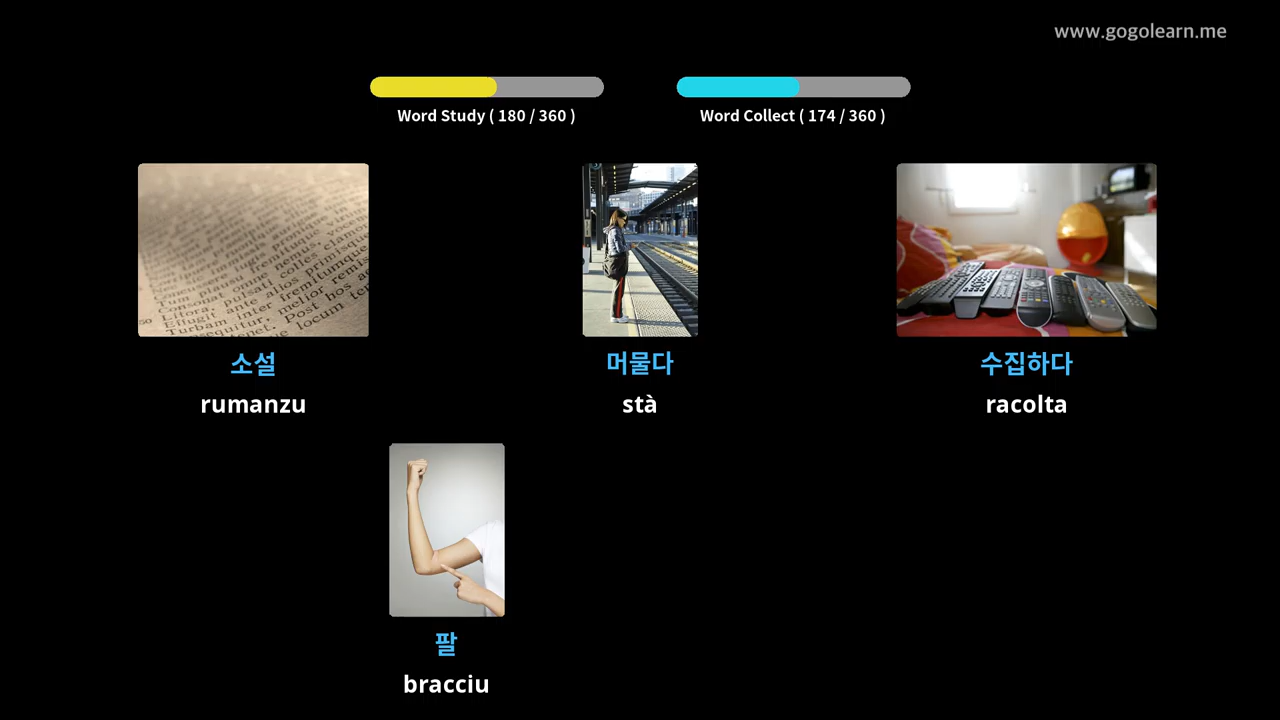 www.gogolearn.me
Word Study ( 180 / 360 )
Word Collect ( 174 / 360 )
소설
rumanzu
머물다
stà
수집하다
racolta
팔
bracciu